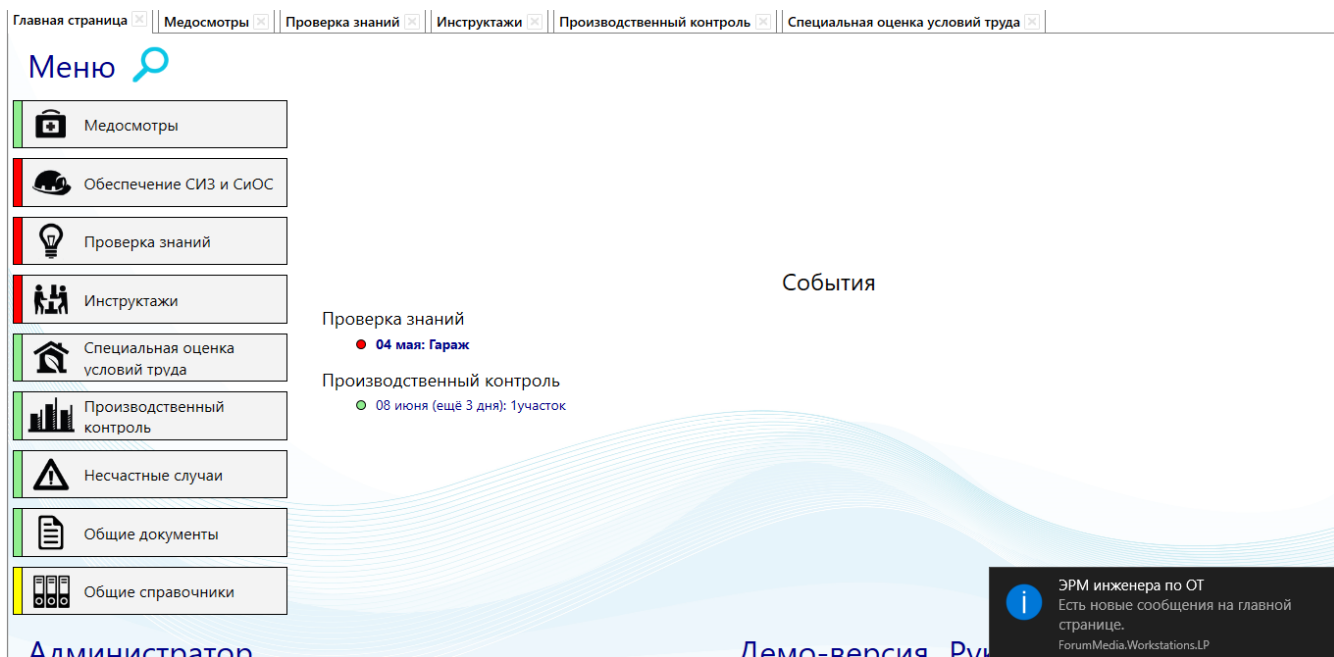 Главная страница
Медосмотры
Проверка знаний
Инструктажи
Производственный контроль
Специальная оценка условий труда
Меню
Медосмотры
Обеспечение СИЗ и СиОС
Проверка знаний
Инструктажи
Специальная оценка
условий труда
Производственный
контроль
Несчастные случаи
Общие документы
Общие справочники
События
Проверка знаний
04 мая: Гараж
Производственный контроль
08 июня (ещё 3 дня): 1участок
ЭРМ инженера по ОТ
Есть новые сообщения на главной
странице.
ForumMedia.Workstations.LP
Администратор
Демо-версия